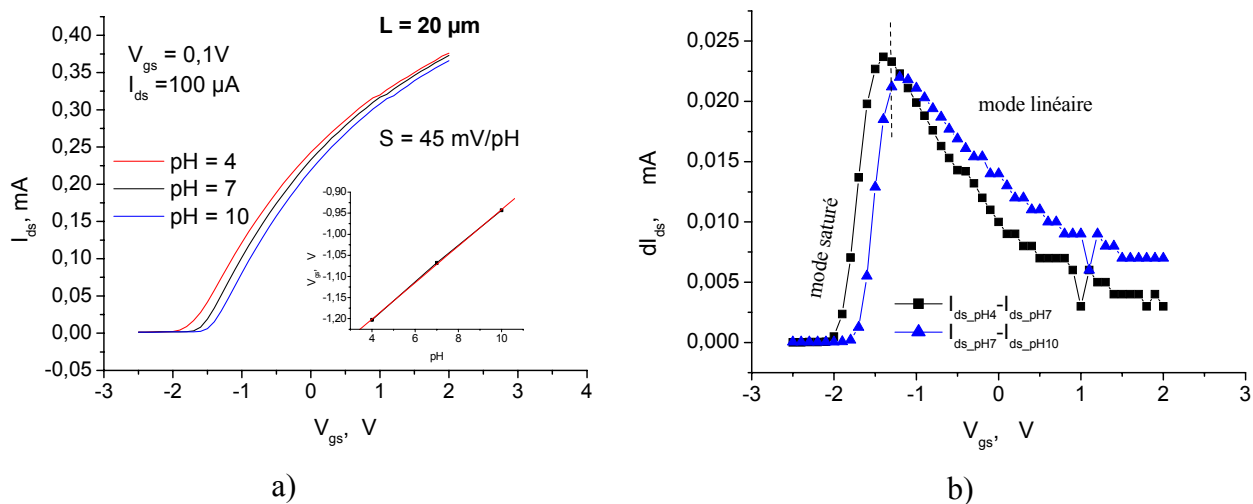 L = 20 µm
V_gs = 0,1V
I_ds =100 µA
S = 45 mV/pH
pH = 4
pH = 7
pH = 10
I_ds, mA
0,40
0,35
0,30
0,25
0,20
0,15
0,10
0,05
0,00
-0,05
-3 -2 -1 0 1 2 3 4
V_gs, V
V_gs, V
-0,90
-0,95
-1,00
-1,05
-1,10
-1,15
-1,20
4 6 8 10
pH
a)
dI_ds, mA
0,025
0,020
0,015
0,010
0,005
0,000
mode saturé
mode linéaire
I_ds_pH4-I_ds_pH7
I_ds_pH7-I_ds_pH10
-3 -2 -1 0 1 2 3
V_gs, V
b)